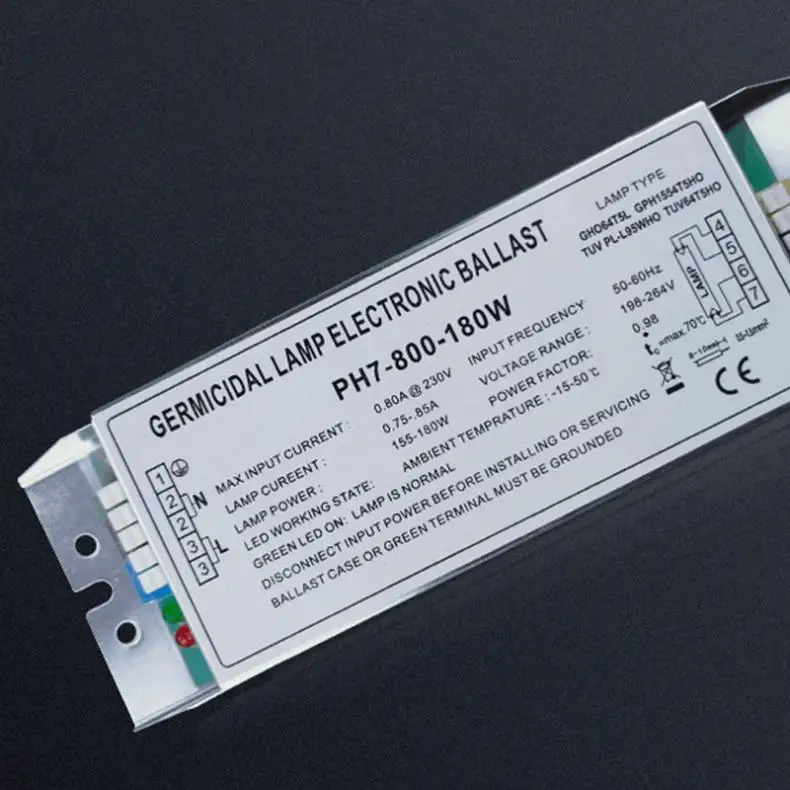 GERMICIDAL LAMP ELECTRONIC BALLAST
PH7-800-180W
LAMP TYPE
GHO64T5L GPH1554T5HO
TUV PL-L95WHO TUV64T5HO
MAX INPUT CURRENT: 0.80A@230V INPUT FREQUENCY 50-60Hz
LAMP CUREENT: 0.75-.85A VOLTAGE RANGE: 198-264V
LAMP POWER: 155-180W POWER FACTOR: 0.98
LED WORKING STATE: AMBIENT TEMPRATURE: -15-50℃
GREEN LED ON: LAMP IS NORMAL
DISCONNECT INPUT POWER BEFORE INSTALLING OR SERVICING
BALLAST CASE OR GREEN TERMINAL MUST BE GROUNDED
1
2
2
N
3
3
L
LAMP
4
5
6
7
tc=max.70℃
CE